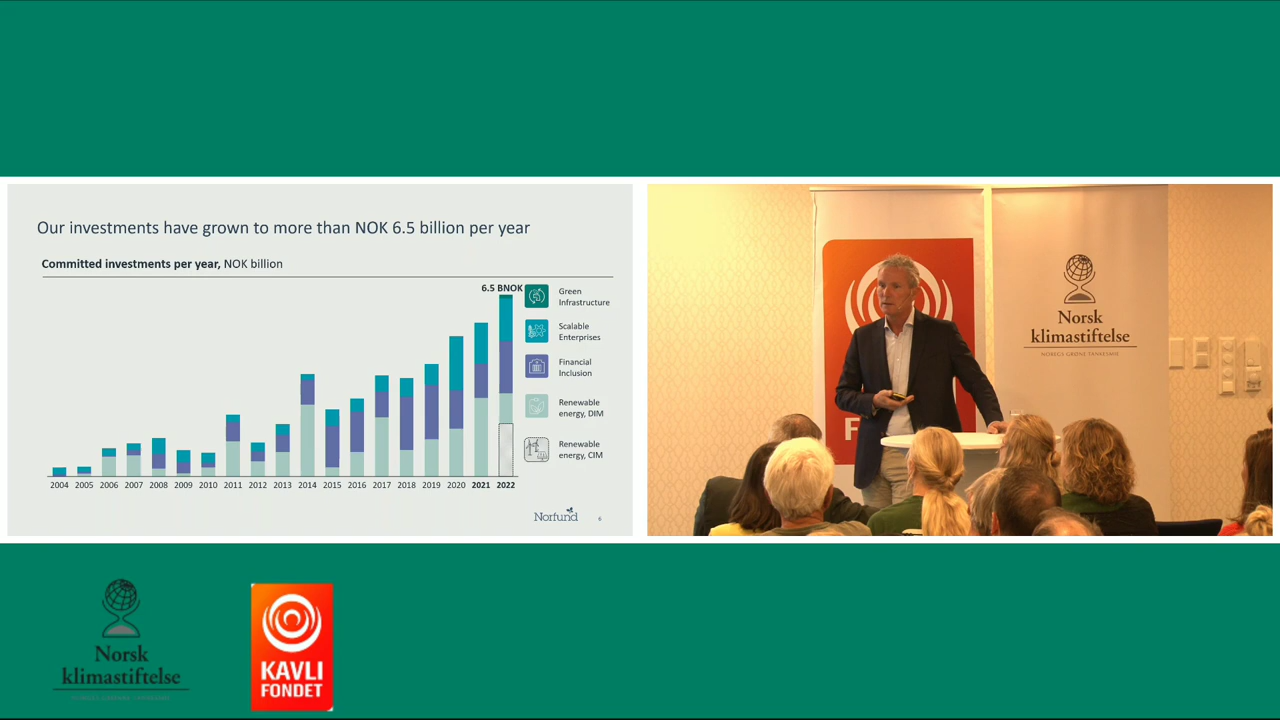 Our investments have grown to more than NOK 6.5 billion per year
Committed investments per year, NOK billion
6.5 BNOK
Green
Infrastructure
Scalable
Enterprises
Financial
Inclusion
Renewable
energy, DIM
Renewable
energy, CIM
2004 2005 2006 2007 2008 2009 2010 2011 2012 2013 2014 2015 2016 2017 2018 2019 2020 2021 2022
Norfund
6
F
Norsk
klimastiftelse
NORGES GRØNNE TANKESMIE
Norsk
klimastiftelse
KAVLI
FONDET